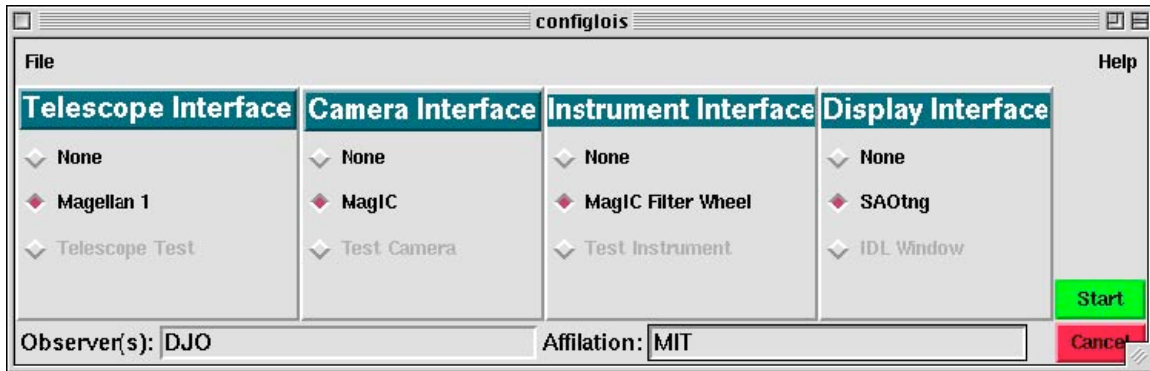 configlois
File Help
Telescope Interface Camera Interface Instrument Interface Display Interface
None None None None
Magellan 1 MagIC MagIC Filter Wheel SAOtng
Telescope Test Test Camera Test Instrument IDL Window
Start
Observer(s): DJO Affilation: MIT Cancel